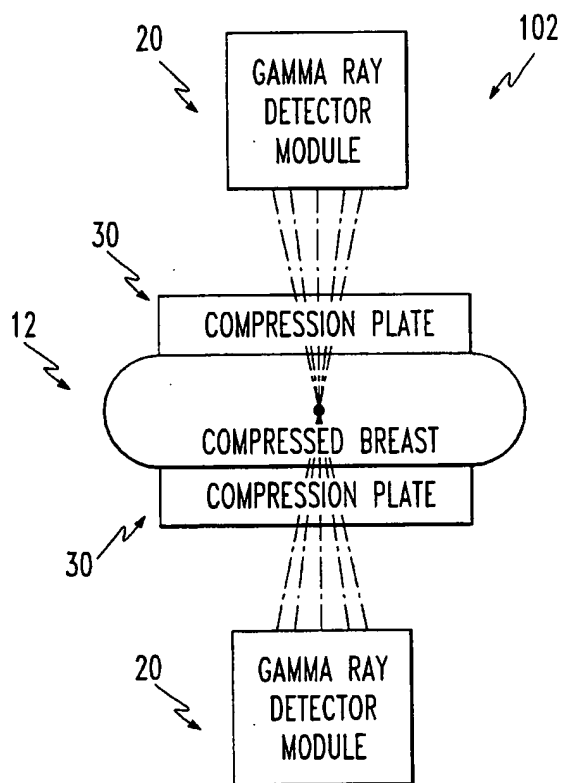 20
102
GAMMA RAY
DETECTOR
MODULE
30
COMPRESSION PLATE
12
COMPRESSED BREAST
COMPRESSION PLATE
30
20
GAMMA RAY
DETECTOR
MODULE